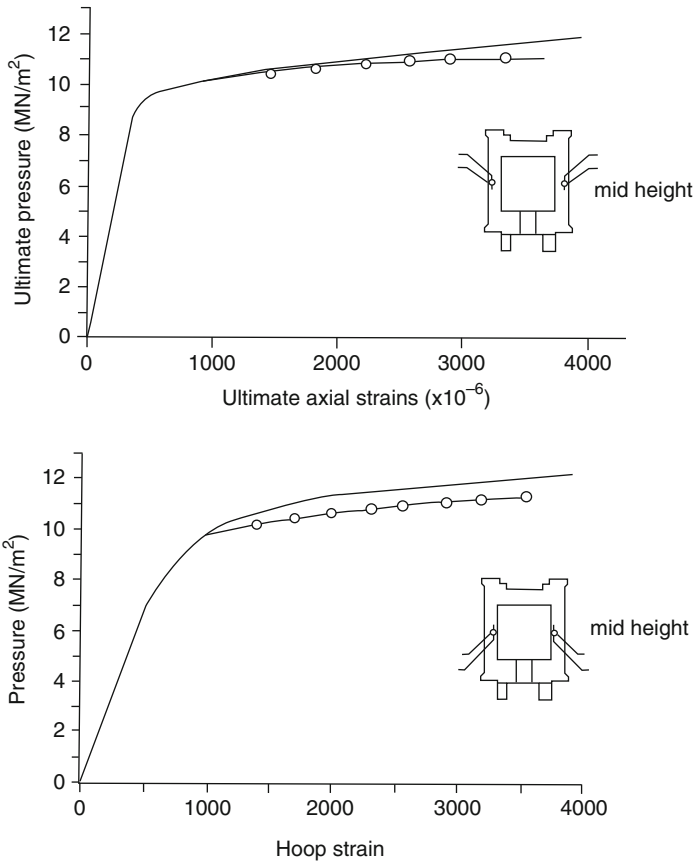 12
10
8
6
4
2
0
Ultimate pressure (MN/m²)
mid height
0 1000 2000 3000 4000
Ultimate axial strains (x10⁻⁶)
12
10
8
6
4
2
0
Pressure (MN/m²)
mid height
0 1000 2000 3000 4000
Hoop strain